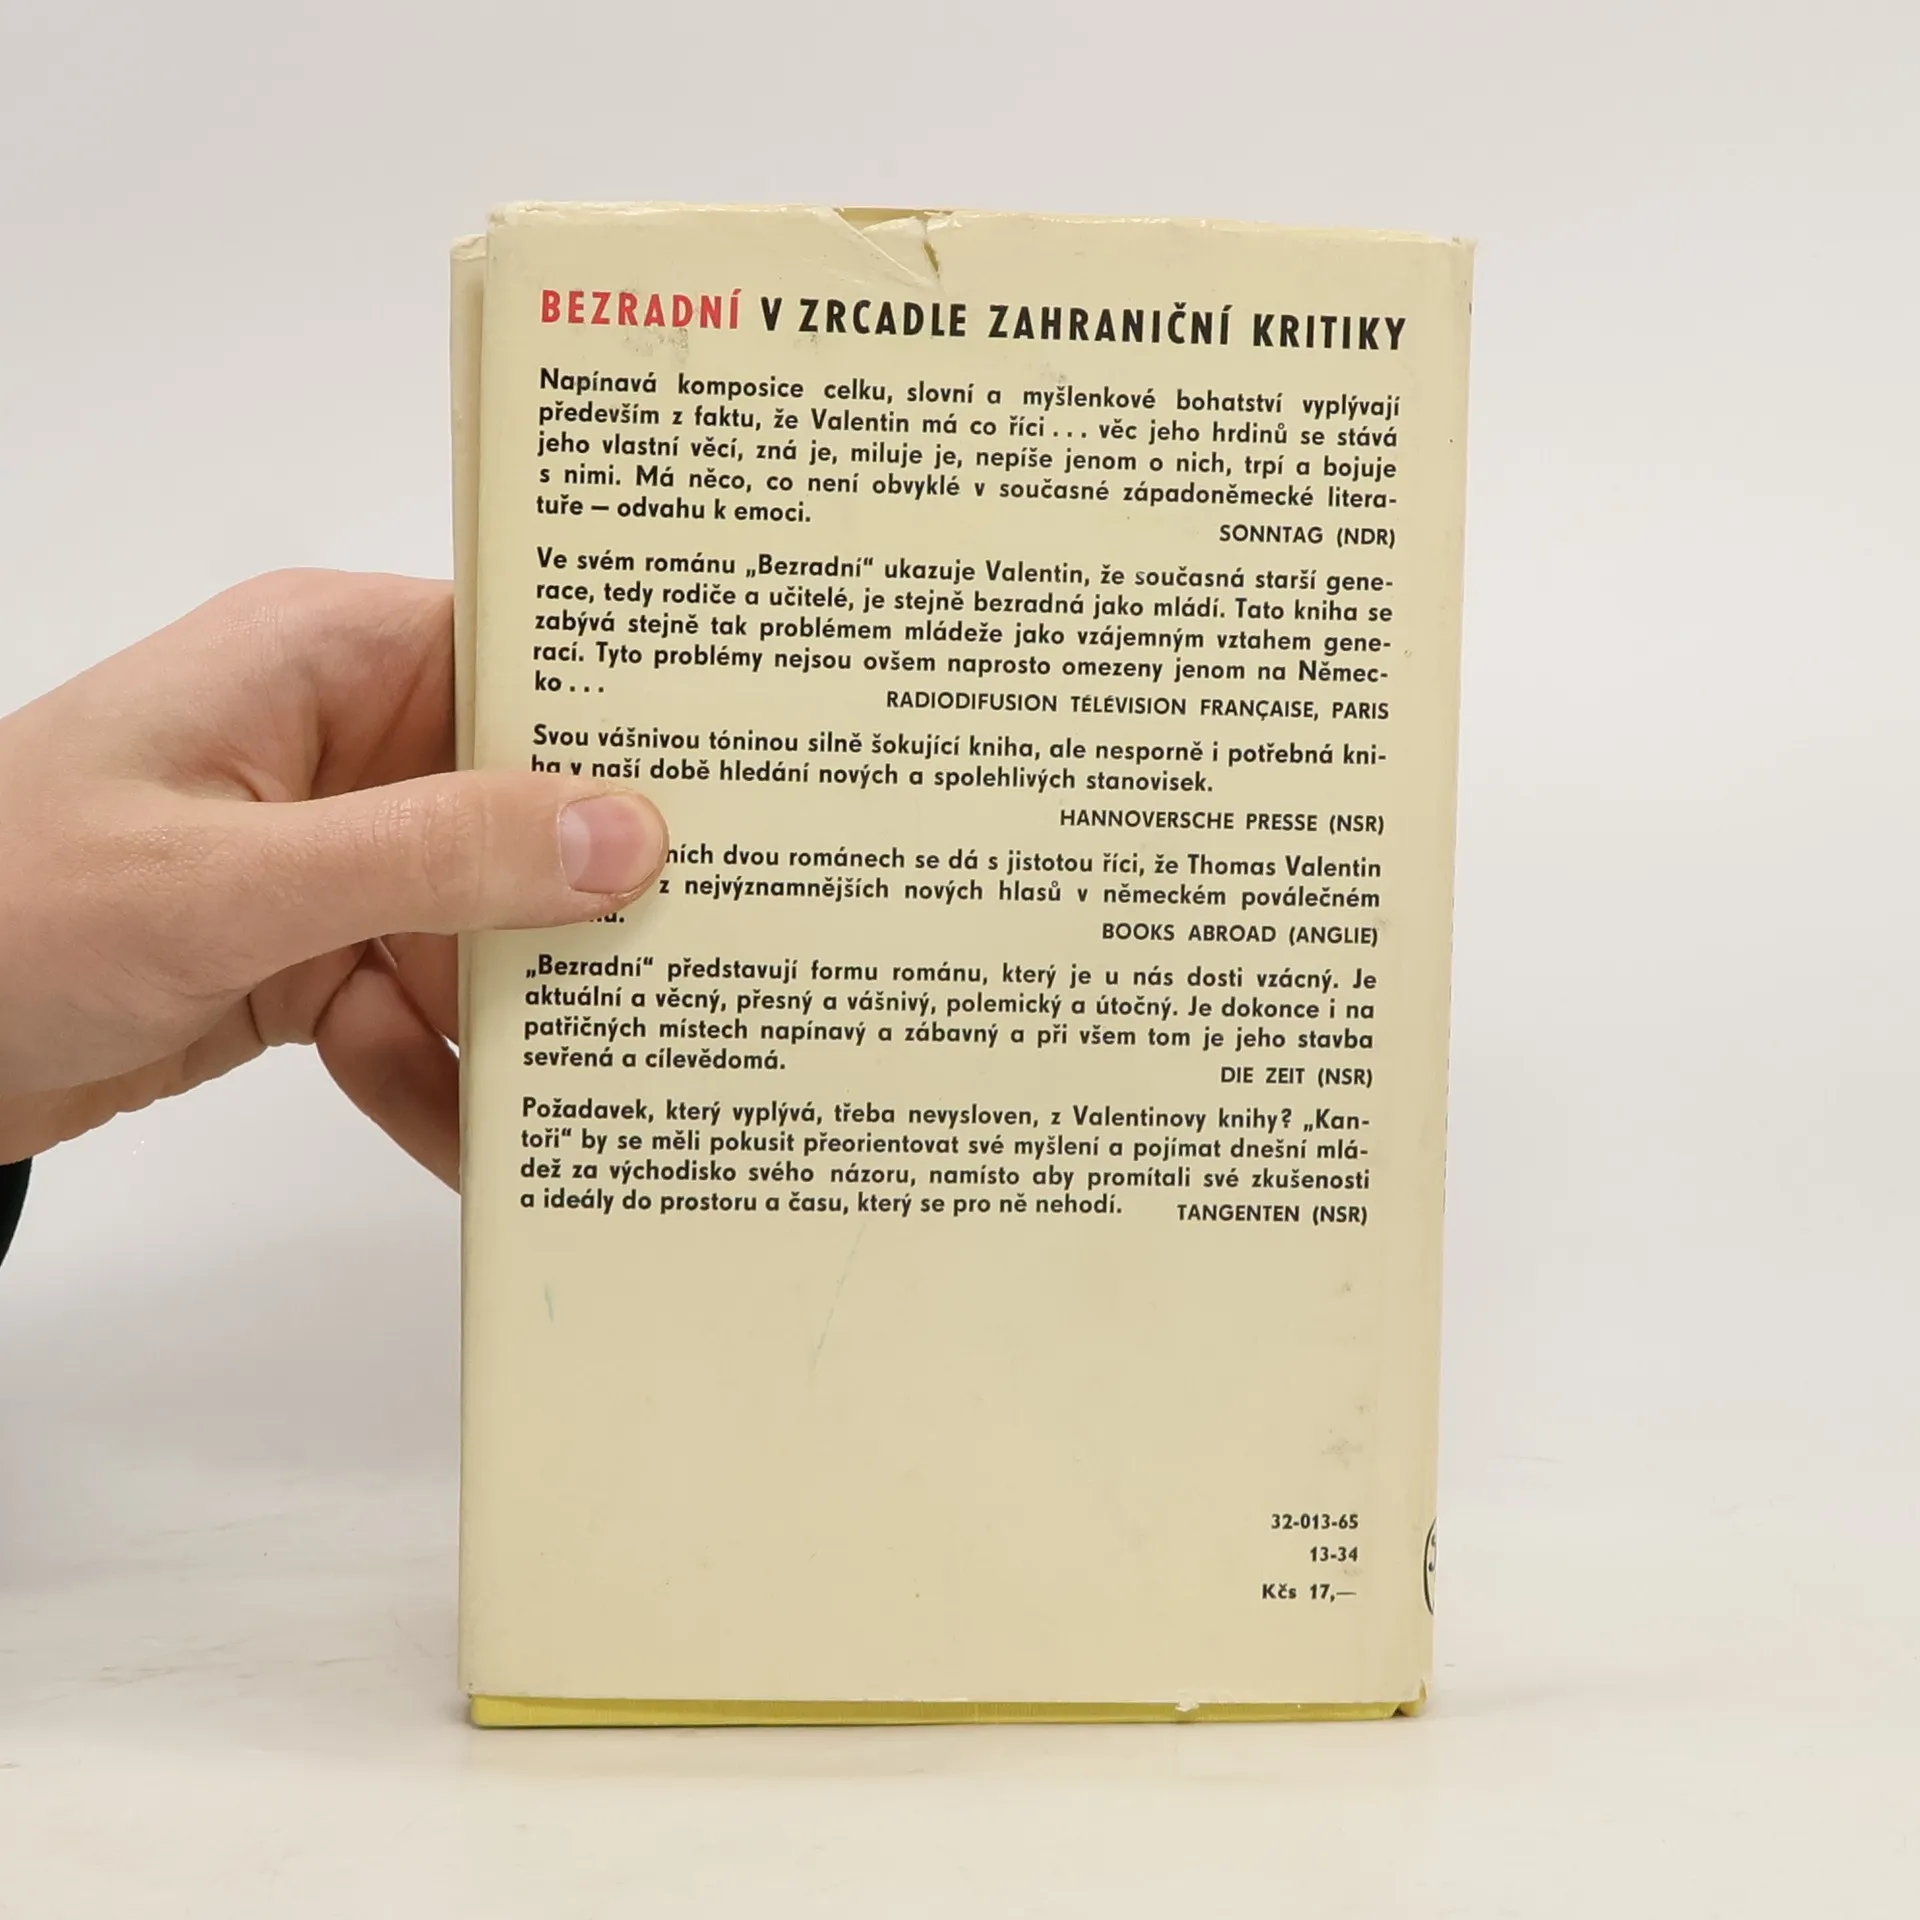 BEZRADNÍ V ZRCADLE ZAHRANIČNÍ KRITIKY
Napínavá komposice celku, slovní a myšlenkové bohatství vyplývají
především z faktu, že Valentin má co říci... věc jeho hrdinů se stává
jeho vlastní věcí, zná je, miluje je, nepíše jenom o nich, trpí a bojuje
s nimi. Má něco, co není obvyklé v současné západoněmecké litera-
tuře — odvahu k emoci.
SONNTAG (NDR)
Ve svém románu „Bezradní“ ukazuje Valentin, že současná starší gene-
race, tedy rodiče a učitelé, je stejně bezradná jako mládí. Tato kniha se
zabývá stejně tak problémem mládeže jako vzájemným vztahem gene-
rací. Tyto problémy nejsou ovšem naprosto omezeny jenom na Němec-
ko...
RADIODIFUSION TÉLÉVISION FRANÇAISE, PARIS
Svou vášnivou tóninou silně šokující kniha, ale nesporně i potřebná kni-
ha v naší době hledání nových a spolehlivých stanovisek.
HANNOVERSCHE PRESSE (NSR)
dvou románech se dá s jistotou říci, že Thomas Valentin
z nejvýznamnějších nových hlasů v německém poválečném
BOOKS ABROAD (ANGLIE)
„Bezradní“ představují formu románu, který je u nás dosti vzácný. Je
aktuální a věcný, přesný a vášnivý, polemický a útočný. Je dokonce i na
patřičných místech napínavý a zábavný a při všem tom je jeho stavba
sevřená a cílevědomá.
DIE ZEIT (NSR)
Požadavek, který vyplývá, třeba nevysloven, z Valentinovy knihy? „Kan-
toři“ by se měli pokusit přeorientovat své myšlení a pojímat dnešní mlá-
dež za východisko svého názoru, namísto aby promítali své zkušenosti
a ideály do prostoru a času, který se pro ně nehodí.
TANGENTEN (NSR)
32-013-65
13-34
Kčs 17,—